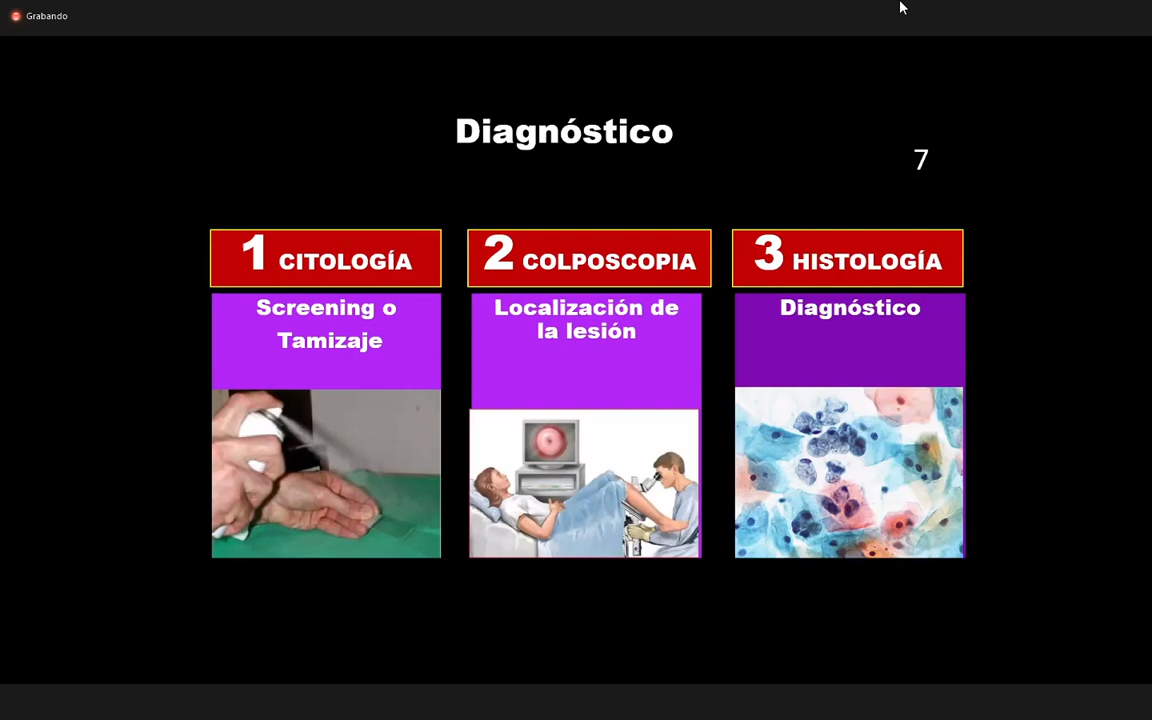 Grabando
Diagnóstico
7
1 CITOLOGÍA
2 COLPOSCOPIA
3 HISTOLOGÍA
Screening o
Tamizaje
Localización de
la lesión
Diagnóstico